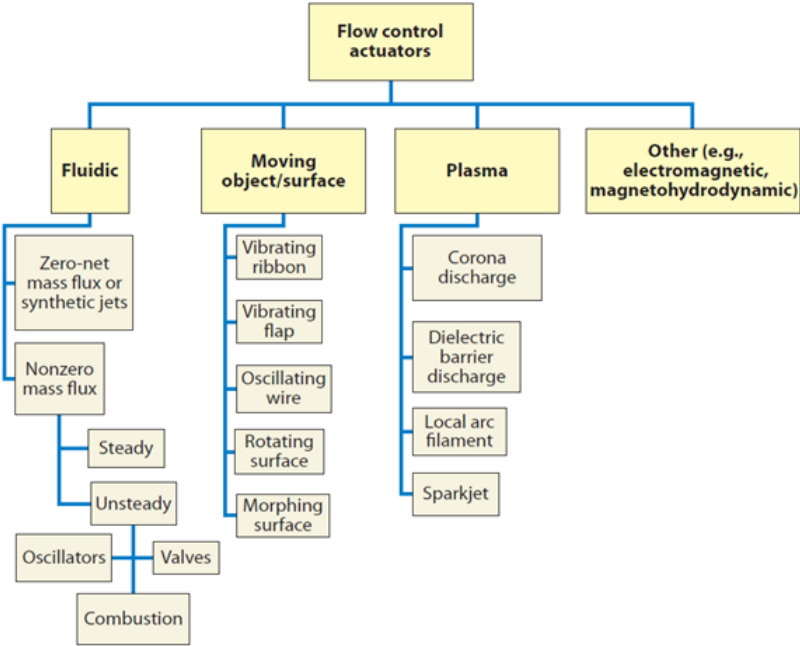 Flow control
actuators
Fluidic
Moving
object/surface
Plasma
Other (e.g.,
electromagnetic,
magnetohydrodynamic)
Zero-net
mass flux or
synthetic jets
Nonzero
mass flux
Steady
Unsteady
Oscillators
Valves
Combustion
Vibrating
ribbon
Vibrating
flap
Oscillating
wire
Rotating
surface
Morphing
surface
Corona
discharge
Dielectric
barrier
discharge
Local arc
filament
Sparkjet